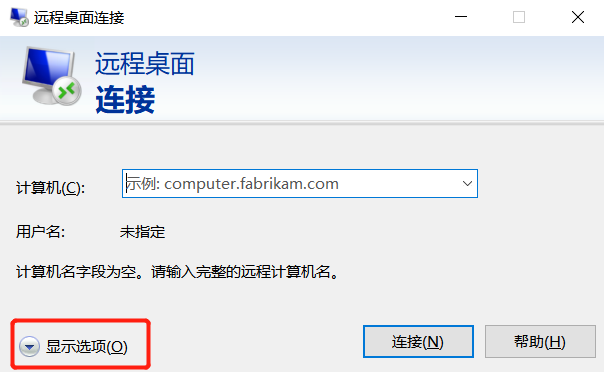 远程桌面连接
远程桌面
连接
计算机(C):
示例: computer.fabrikam.com
用户名:
未指定
计算机名字段为空。请输入完整的远程计算机名。
显示选项(O)
连接(N)
帮助(H)